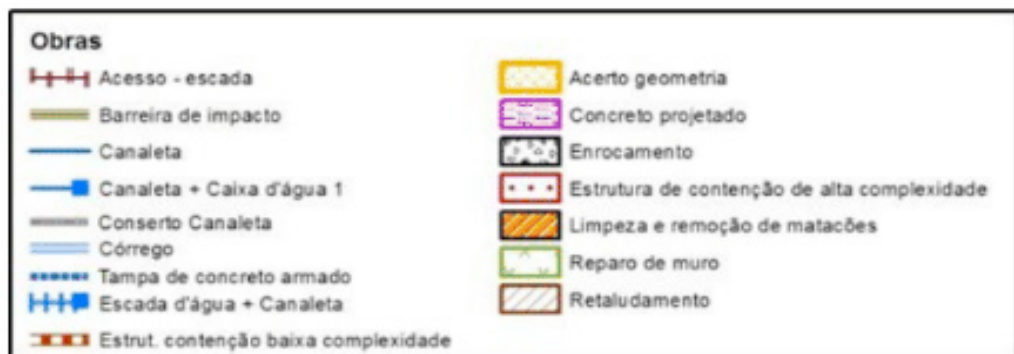 Obras
Acesso - escada
Barreira de impacto
Canaleta
Canaleta + Caixa d'água 1
Conserto Canaleta
Córrego
Tampa de concreto armado
Escada d'água + Canaleta
Estrut. contenção baixa complexidade
Acerto geometria
Concreto projetado
Enrocamento
Estrutura de contenção de alta complexidade
Limpeza e remoção de matacões
Reparo de muro
Retaludamento